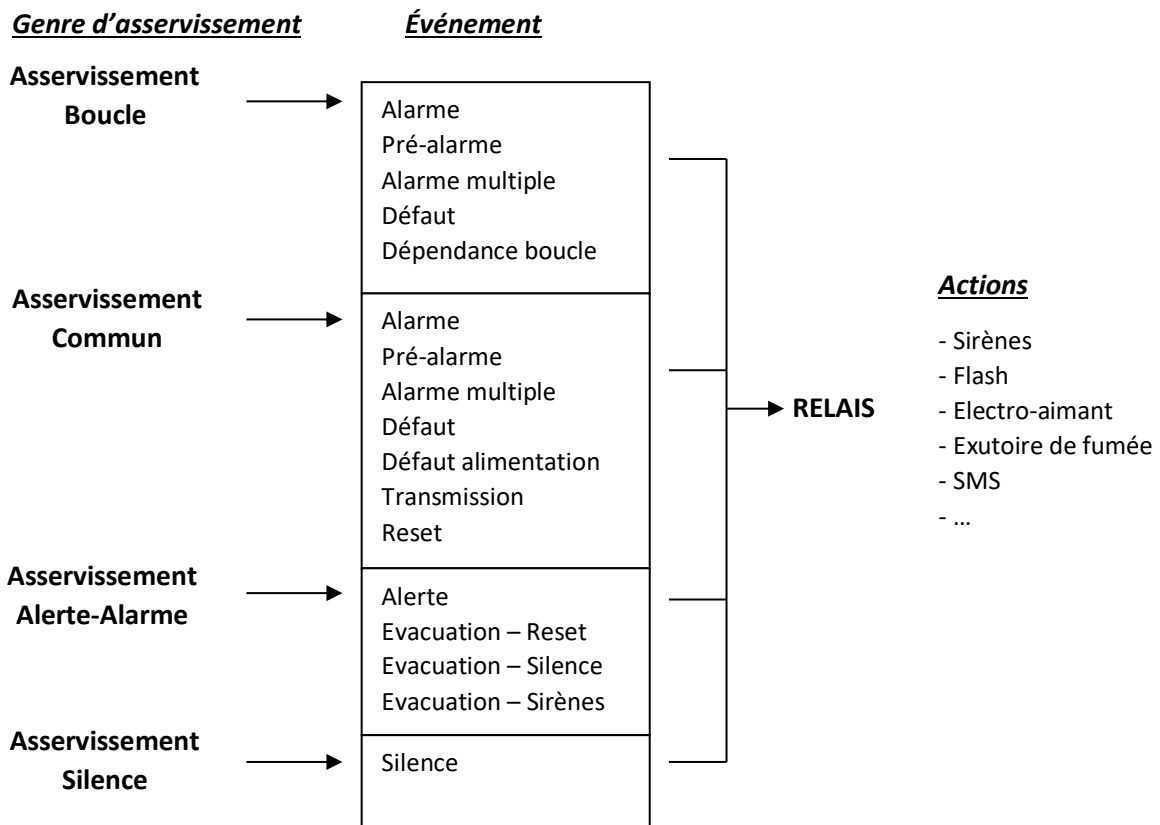 Genre d’asservissement
Événement
Asservissement
Boucle
Alarme
Pré-alarme
Alarme multiple
Défaut
Dépendance boucle
Asservissement
Commun
Alarme
Pré-alarme
Alarme multiple
Défaut
Défaut alimentation
Transmission
Reset
Asservissement
Alerte-Alarme
Alerte
Evacuation – Reset
Evacuation – Silence
Evacuation – Sirènes
Asservissement
Silence
Silence
RELAIS
Actions
- Sirènes
- Flash
- Electro-aimant
- Exutoire de fumée
- SMS
- ...